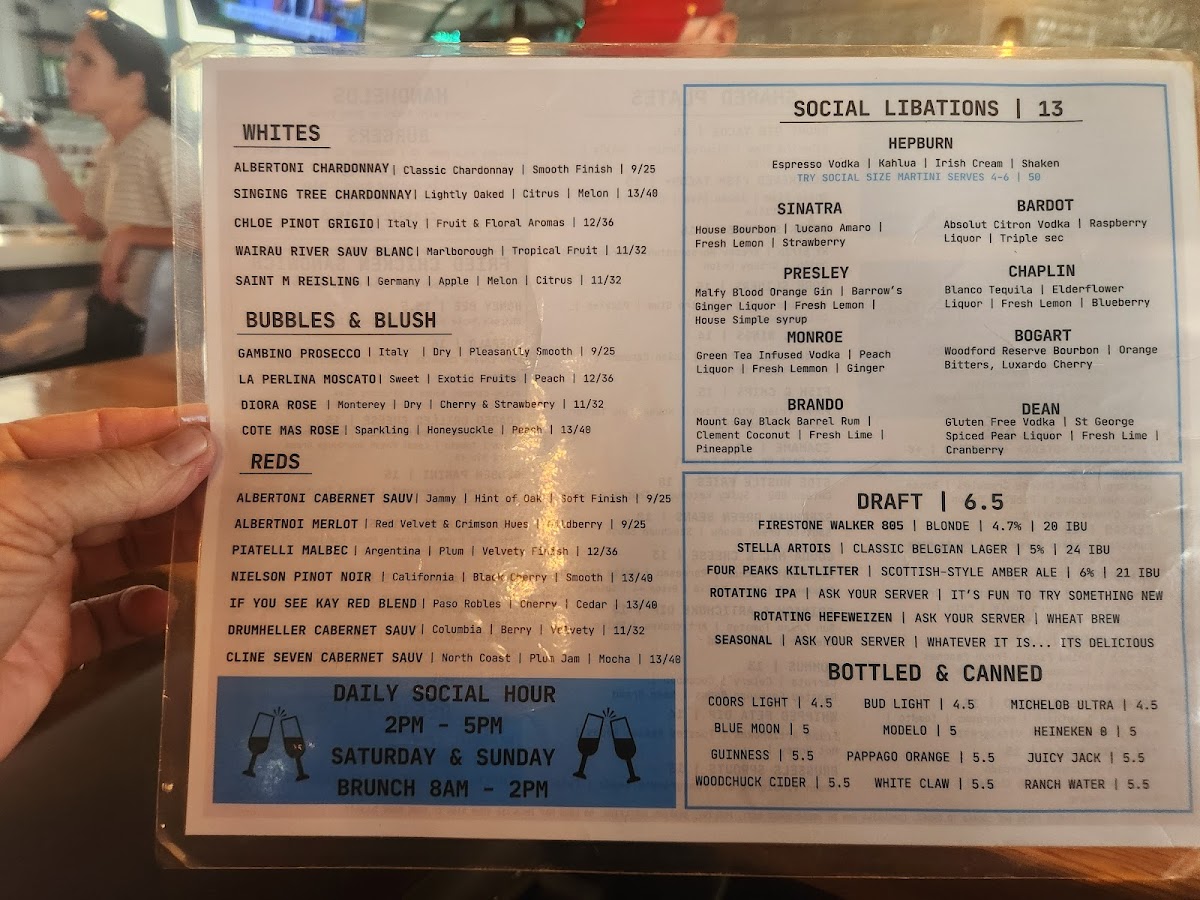 WHITES
ALBERTONI CHARDONNAY| Classic Chardonnay | Smooth Finish | 9/25
SINGING TREE CHARDONNAY| Lightly Oaked | Citrus | Melon | 13/40
CHLOE PINOT GRIGIO| Italy | Fruit & Floral Aromas | 12/36
WAIRAU RIVER SAUV BLANC| Marlborough | Tropical Fruit | 11/32
SAINT M REISLING | Germany | Apple | Melon | Citrus | 11/32
BUBBLES & BLUSH
GAMBINO PROSECCO | Italy | Dry | Pleasantly Smooth | 9/25
LA PERLINA MOSCATO| Sweet | Exotic Fruits | Peach | 12/36
DIORA ROSE | Monterey | Dry | Cherry & Strawberry | 11/32
COTE MAS ROSE| Sparkling | Honeysuckle | Peach | 13/40
REDS
ALBERTONI CABERNET SAUV| Jammy | Hint of Oak | Soft Finish | 9/25
ALBERTNOI MERLOT | Red Velvet & Crimson Hues | Wildberry | 9/25
PIATELLI MALBEC | Argentina | Plum | Velvety Finish | 12/36
NIELSON PINOT NOIR | California | Black Cherry | Smooth | 13/40
IF YOU SEE KAY RED BLEND| Paso Robles | Cherry | Cedar | 13/40
DRUMHELLER CABERNET SAUV | Columbia | Berry | Velvety | 11/32
CLINE SEVEN CABERNET SAUV | North Coast | Plum Jam | Mocha | 13/40
DAILY SOCIAL HOUR
2PM - 5PM
SATURDAY & SUNDAY
BRUNCH 8AM - 2PM
SOCIAL LIBATIONS | 13
HEPBURN
Espresso Vodka | Kahlua | Irish Cream | Shaken
TRY SOCIAL SIZE MARTINI SERVES 4-6 | 50
SINATRA
House Bourbon | lucano Amaro |
Fresh Lemon | Strawberry
BARDOT
Absolut Citron Vodka | Raspberry
Liquor | Triple sec
PRESLEY
Malfy Blood Orange Gin | Barrow's
Ginger Liquor | Fresh Lemon |
House Simple syrup
CHAPLIN
Blanco Tequila | Elderflower
Liquor | Fresh Lemon | Blueberry
MONROE
Green Tea Infused Vodka | Peach
Liquor | Fresh Lemmon | Ginger
BOGART
Woodford Reserve Bourbon | Orange
Bitters, Luxardo Cherry
BRANDO
Mount Gay Black Barrel Rum |
Clement Coconut | Fresh Lime |
Pineapple
DEAN
Gluten Free Vodka | St George
Spiced Pear Liquor | Fresh Lime |
Cranberry
DRAFT | 6.5
FIRESTONE WALKER 805 | BLONDE | 4.7% | 20 IBU
STELLA ARTOIS | CLASSIC BELGIAN LAGER | 5% | 24 IBU
FOUR PEAKS KILTLIFTER | SCOTTISH-STYLE AMBER ALE | 6% | 21 IBU
ROTATING IPA | ASK YOUR SERVER | IT'S FUN TO TRY SOMETHING NEW
ROTATING HEFEWEIZEN | ASK YOUR SERVER | WHEAT BREW
SEASONAL | ASK YOUR SERVER | WHATEVER IT IS... ITS DELICIOUS
BOTTLED & CANNED
COORS LIGHT | 4.5 BUD LIGHT | 4.5 MICHELOB ULTRA | 4.5
BLUE MOON | 5 MODELO | 5 HEINEKEN 0 | 5
GUINNESS | 5.5 PAPPAGO ORANGE | 5.5 JUICY JACK | 5.5
WOODCHUCK CIDER | 5.5 WHITE CLAW | 5.5 RANCH WATER | 5.5